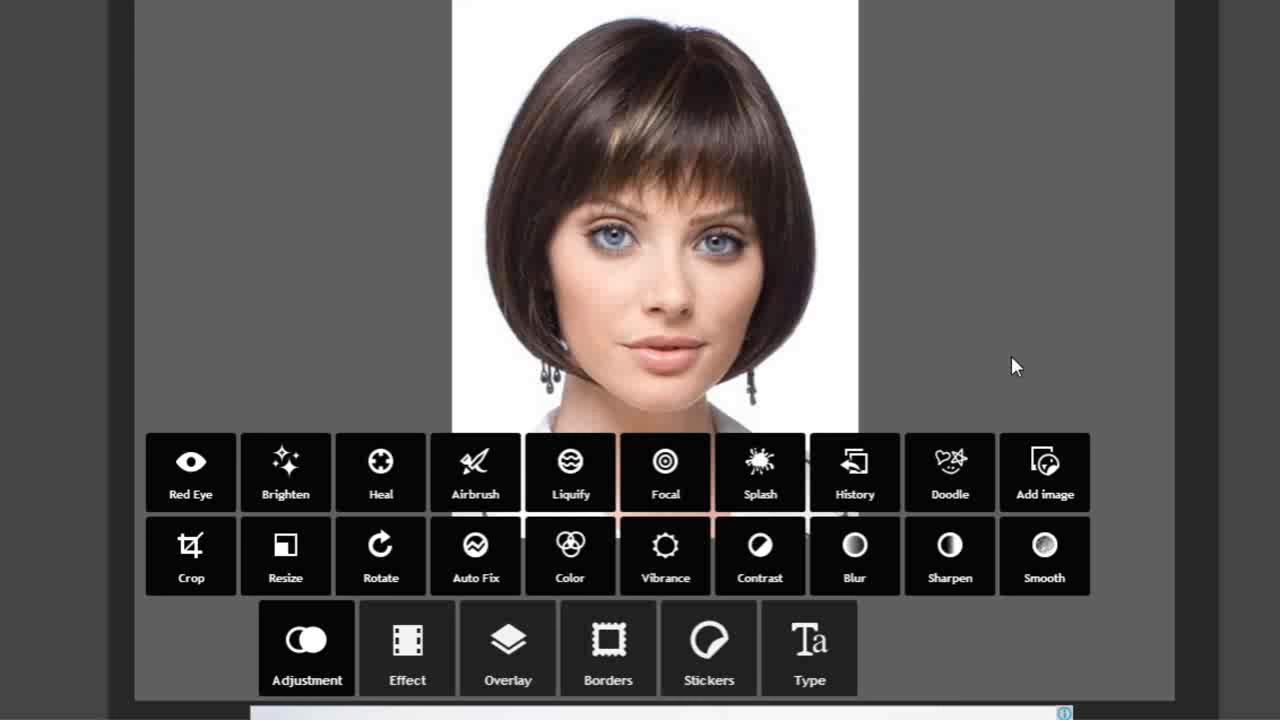 Red Eye Brighten Heal Airbrush Liquify Focal Splash History Doodle Add image
Crop Resize Rotate Auto Fix Color Vibrance Contrast Blur Sharpen Smooth
Adjustment Effect Overlay Borders Stickers Type